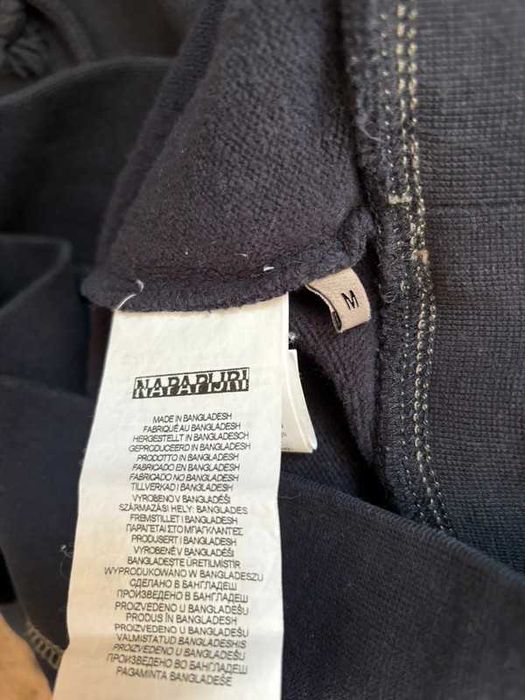 M
NAPAPIJRI
MADE IN BANGLADESH
FABRIQUÉ AU BANGLADESH
HERGESTELLT IN BANGLADESCH
GEPRODUCEERD IN BANGLADESH
PRODOTTO IN BANGLADESH
FABRICADO EN BANGLADESH
FABRICADO NO BANGLADESH
TILLVERKAD I BANGLADESH
VYROBENO V BANGLADÉŠI
SZÁRMAZÁSI HELY: BANGLADES
FREMSTILLET I BANGLADESH
ΠΑΡΑΓΕΤΑΙ ΣΤΟ ΜΠΑΓΚΛΑΝΤΕΣ
PRODUSERT I BANGLADESH
VYROBENÉ V BANGLADÉŠI
BANGLADEŞTE ÜRETİLMİSTİR
WYPRODUKOWANO W BANGLADESZU
СДЕЛАНО В БАНГЛАДЕШ
ПРОИЗВЕДЕНО В БАНГЛАДЕШ
PROIZVEDENO U BANGLADEŠU
PRODUS ÎN BANGLADESH
VALMISTATUD BANGLADESHIS
PROIZVEDENO U BANGLADEŠU
ПРОИЗВЕДЕНО ВО БАНГЛАДЕШ
PAGAMINTA BANGLADEŠE